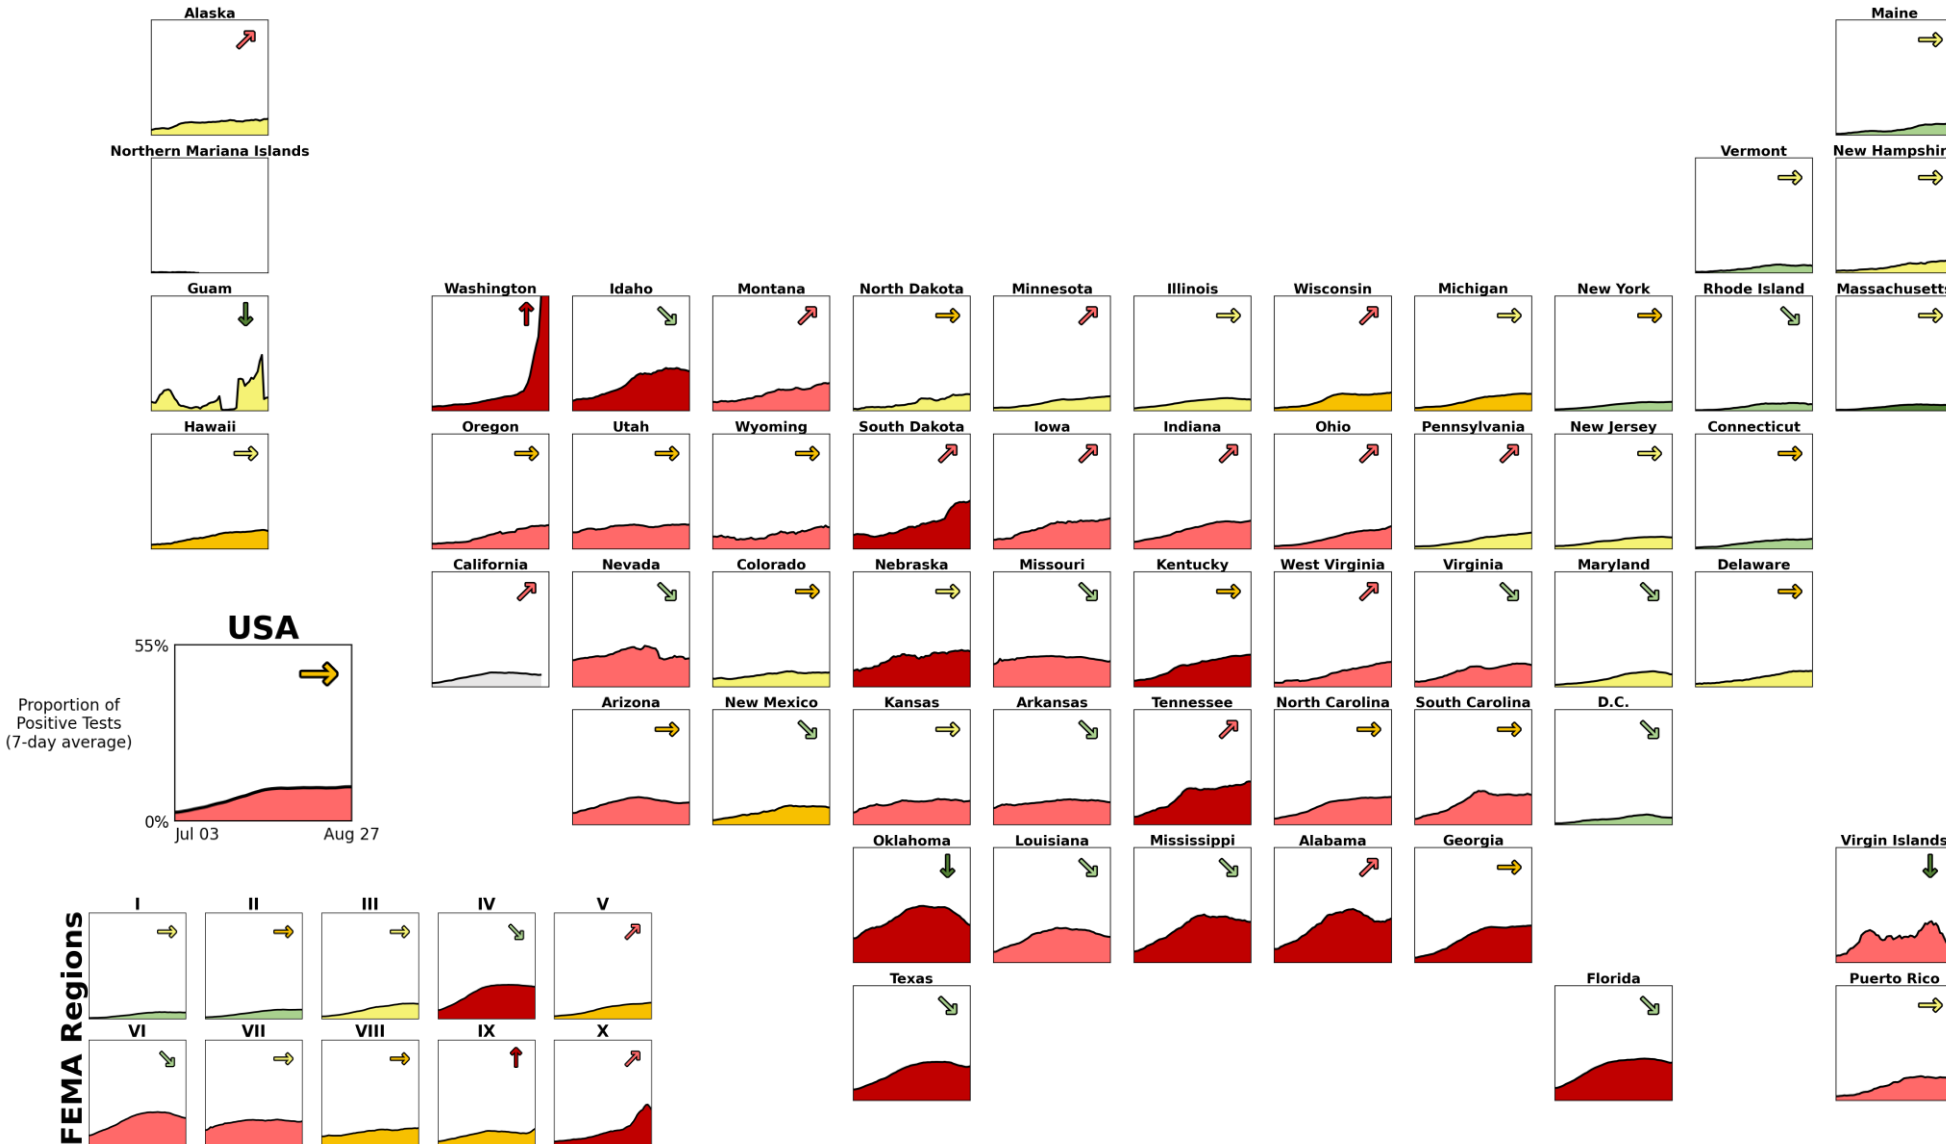 Alaska
Maine
Northern Mariana Islands
Vermont
New Hampshir
Guam
Washington
Idaho
Montana
North Dakota
Minnesota
Illinois
Wisconsin
Michigan
New York
Rhode Island
Massachusetts
Hawaii
Oregon
Utah
Wyoming
South Dakota
Iowa
Indiana
Ohio
Pennsylvania
New Jersey
Connecticut
California
Nevada
Colorado
Nebraska
Missouri
Kentucky
West Virginia
Virginia
Maryland
Delaware
USA
55%
Proportion of
Positive Tests
(7-day average)
0%
Jul 03
Aug 27
Arizona
New Mexico
Kansas
Arkansas
Tennessee
North Carolina
South Carolina
D.C.
Oklahoma
Louisiana
Mississippi
Alabama
Georgia
Virgin Islands
Texas
Florida
Puerto Rico
FEMA Regions
I
II
III
IV
V
VI
VII
VIII
IX
X